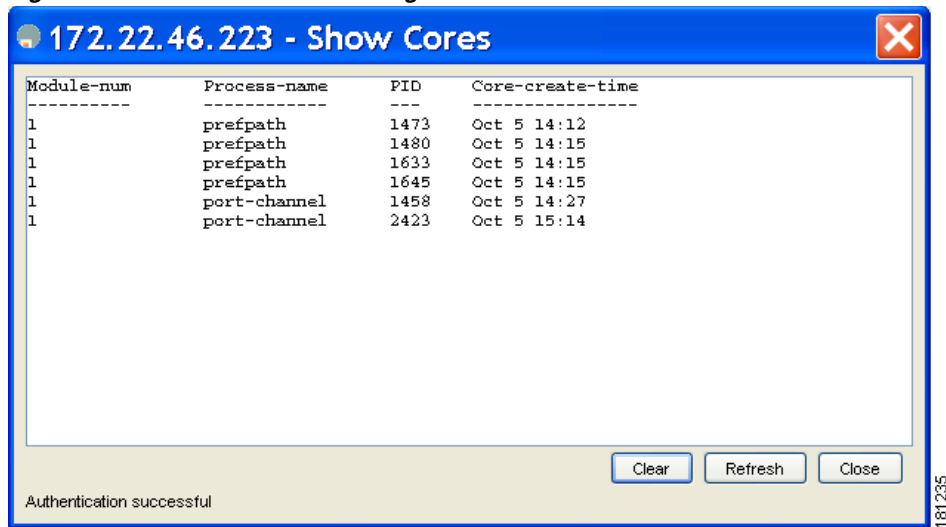 172.22.46.223 - Show Cores
Module-num Process-name PID Core-create-time
---------- ------------ --- ----------------
1 prefpath 1473 Oct 5 14:12
1 prefpath 1480 Oct 5 14:15
1 prefpath 1633 Oct 5 14:15
1 prefpath 1645 Oct 5 14:15
1 port-channel 1458 Oct 5 14:27
1 port-channel 2423 Oct 5 15:14
Clear Refresh Close
Authentication successful
181235